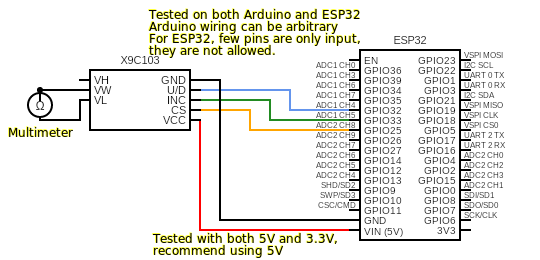 Tested on both Arduino and ESP32
Arduino wiring can be arbitrary
For ESP32, few pins are only input,
they are not allowed.
X9C103
VH
VW
VL
GND
U/D
INC
CS
VCC
Ω
Multimeter
ESP32
EN
ADC1 CH0 GPIO36
ADC1 CH3 GPIO39
ADC1 CH6 GPIO34
ADC1 CH7 GPIO35
ADC1 CH4 GPIO32
ADC1 CH5 GPIO33
ADC2 CH8 GPIO25
ADC2 CH9 GPIO26
ADC2 CH7 GPIO27
ADC2 CH6 GPIO14
ADC2 CH5 GPIO12
ADC2 CH4 GPIO13
SHD/SD2 GPIO9
SWP/SD3 GPIO10
CSC/CMD GPIO11
GND
VIN (5V)
GPIO23 VSPI MOSI
GPIO22 I2C SCL
GPIO1 UART 0 TX
GPIO3 UART 0 RX
GPIO21 I2C SDA
GPIO19 VSPI MISO
GPIO18 VSPI CLK
GPIO5 VSPI CS0
GPIO17 UART 2 TX
GPIO16 UART 2 RX
GPIO4 ADC2 CH0
GPIO0 ADC2 CH1
GPIO2 ADC2 CH2
GPIO15 ADC2 CH3
GPIO8 SDI/SD1
GPIO7 SDO/SD0
GPIO6 SCK/CLK
3V3
Tested with both 5V and 3.3V,
recommend using 5V